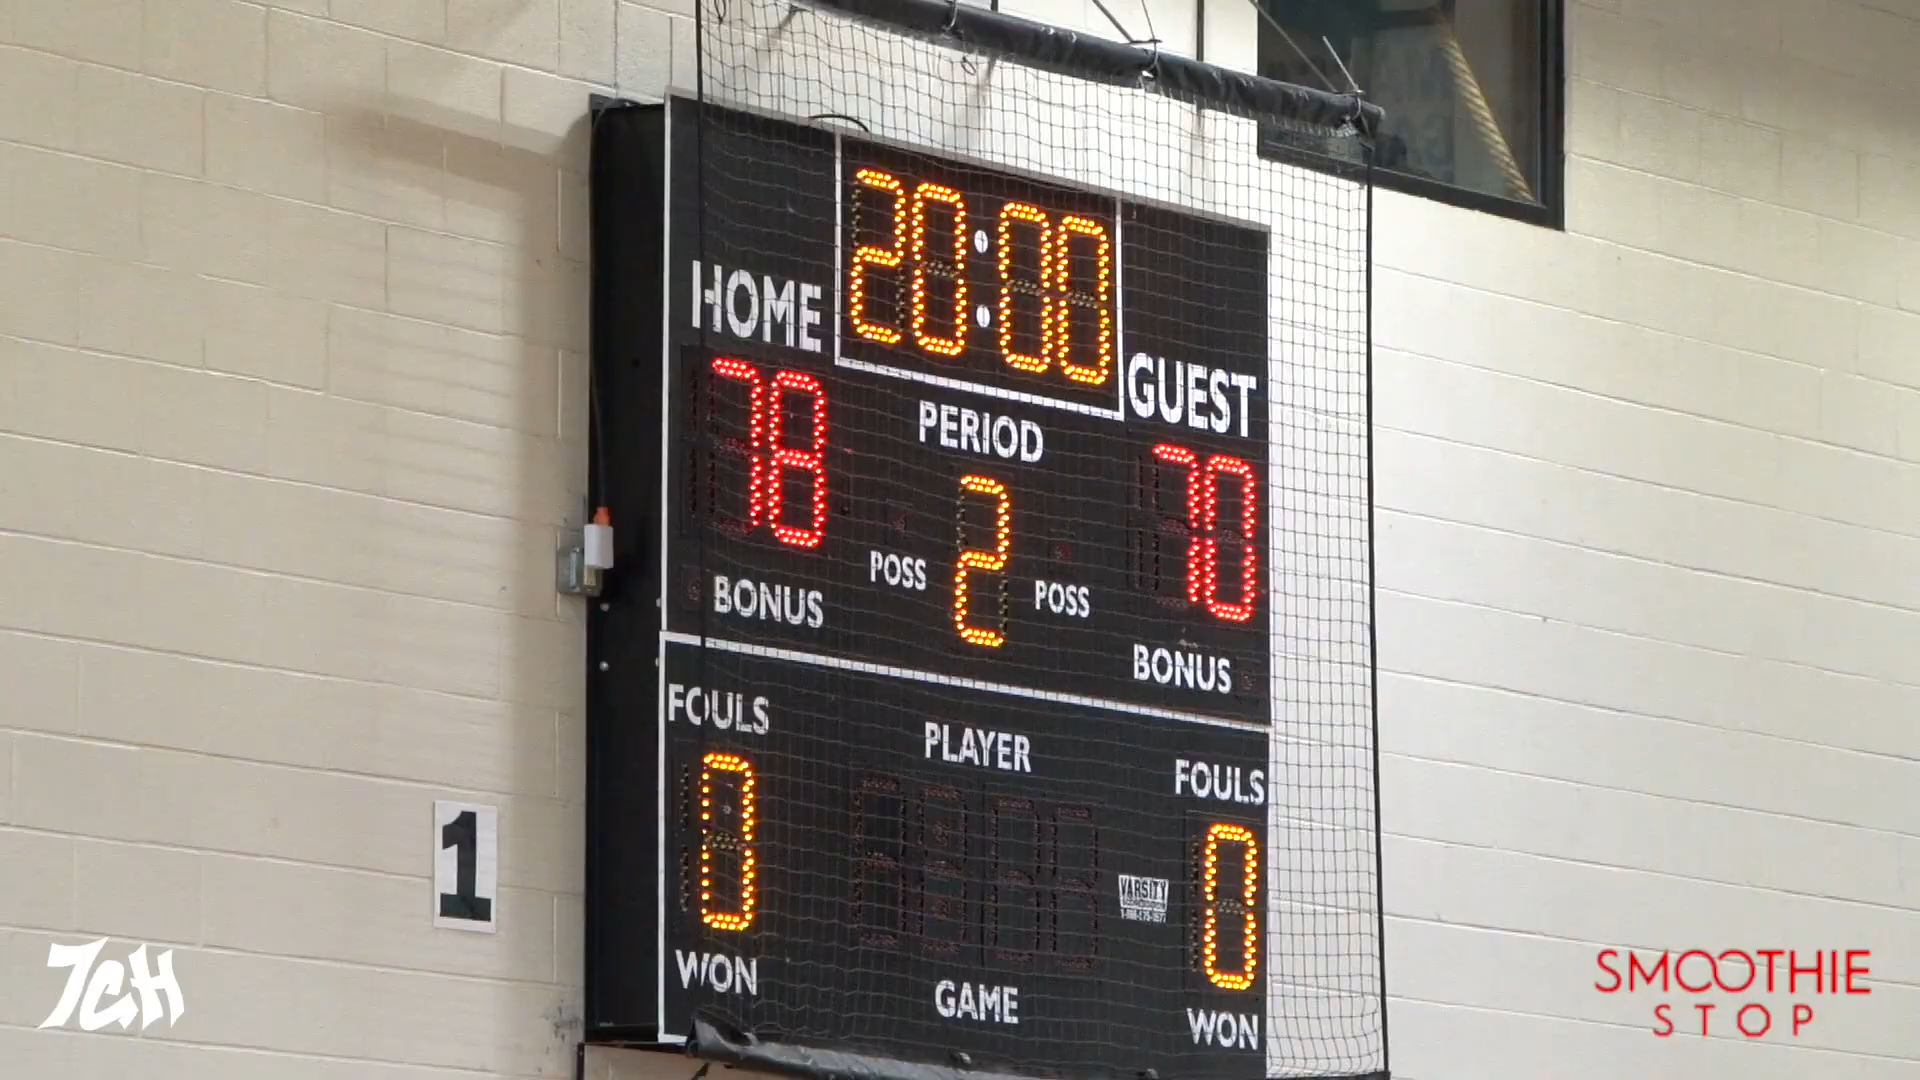 20:00
HOME
GUEST
78
PERIOD
70
2
POSS
POSS
BONUS
BONUS
FOULS
PLAYER
FOULS
0
0
VARSITY
WON
GAME
WON
1
TCH
SMOOTHIE
STOP